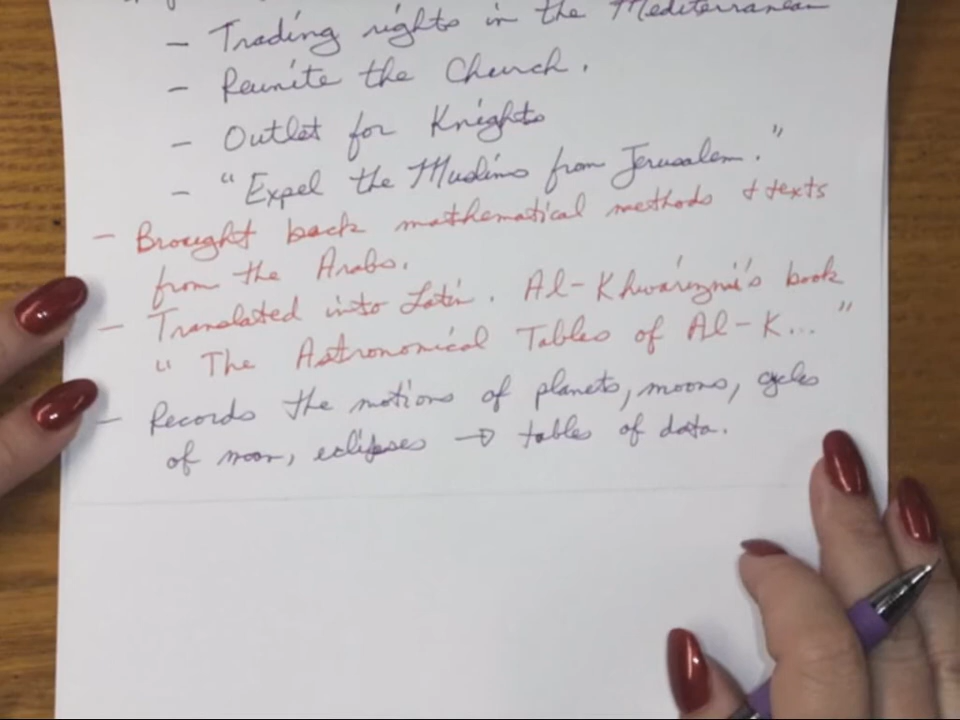 - Trading rights in the Mediterranean
- Reunite the Church.
- Outlet for Knights
- "Expel the Muslims from Jerusalem."
- Brought back mathematical methods & texts
from the Arabs.
- Translated into Latin. Al-Khwárizmi's book
" The Astronomical Tables of Al-K... "
- Records the motions of planets, moons, cycles
of moon, eclipses → tables of data.